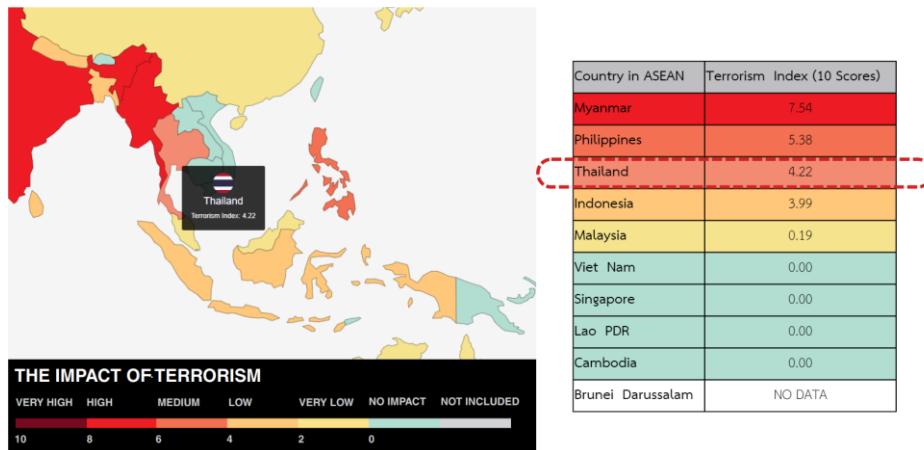 Thailand
Terrorism Index: 4.22
THE IMPACT OF TERRORISM
VERY HIGH HIGH MEDIUM LOW VERY LOW NO IMPACT NOT INCLUDED
10 8 6 4 2 0
Country in ASEAN Terrorism Index (10 Scores)
Myanmar 7.54
Philippines 5.38
Thailand 4.22
Indonesia 3.99
Malaysia 0.19
Viet Nam 0.00
Singapore 0.00
Lao PDR 0.00
Cambodia 0.00
Brunei Darussalam NO DATA